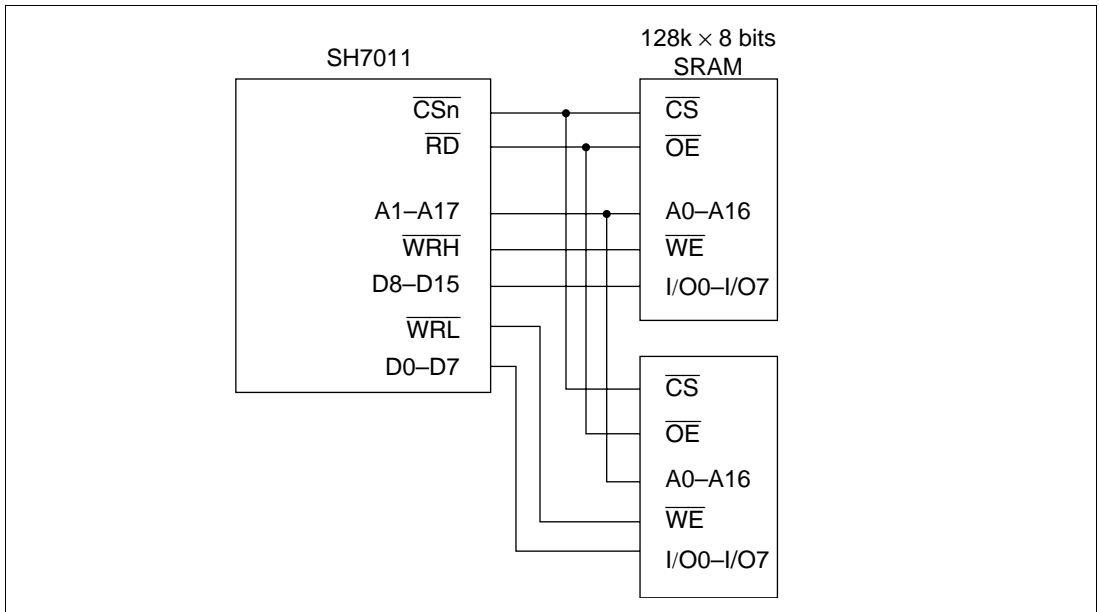 SH7011
CSn
RD
A1–A17
WRH
D8–D15
WRL
D0–D7
128k × 8 bits
SRAM
CS
OE
A0–A16
WE
I/O0–I/O7
CS
OE
A0–A16
WE
I/O0–I/O7